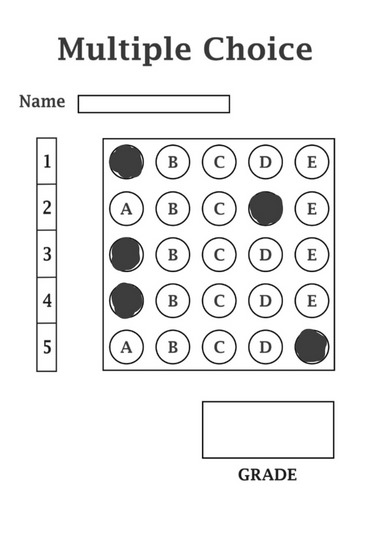 Multiple Choice
Name
1 B C D E
2 A B C E
3 B C D E
4 B C D E
5 A B C D
GRADE